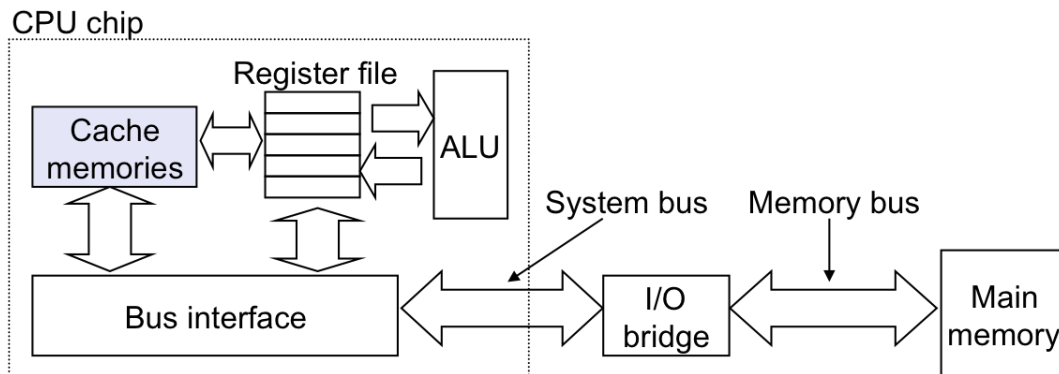 CPU chip
Register file
Cache
memories
ALU
System bus
Memory bus
Bus interface
I/O
bridge
Main
memory